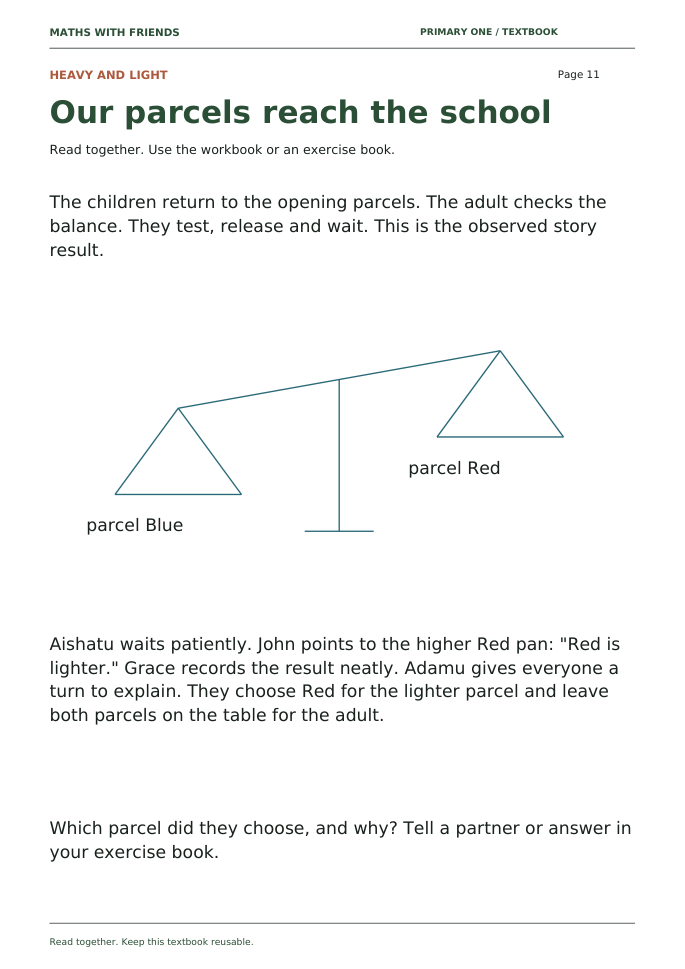 MATHS WITH FRIENDS
PRIMARY ONE / TEXTBOOK
HEAVY AND LIGHT
Page 11
Our parcels reach the school
Read together. Use the workbook or an exercise book.
The children return to the opening parcels. The adult checks the
balance. They test, release and wait. This is the observed story
result.
parcel Red
parcel Blue
Aishatu waits patiently. John points to the higher Red pan: "Red is
lighter." Grace records the result neatly. Adamu gives everyone a
turn to explain. They choose Red for the lighter parcel and leave
both parcels on the table for the adult.
Which parcel did they choose, and why? Tell a partner or answer in
your exercise book.
Read together. Keep this textbook reusable.